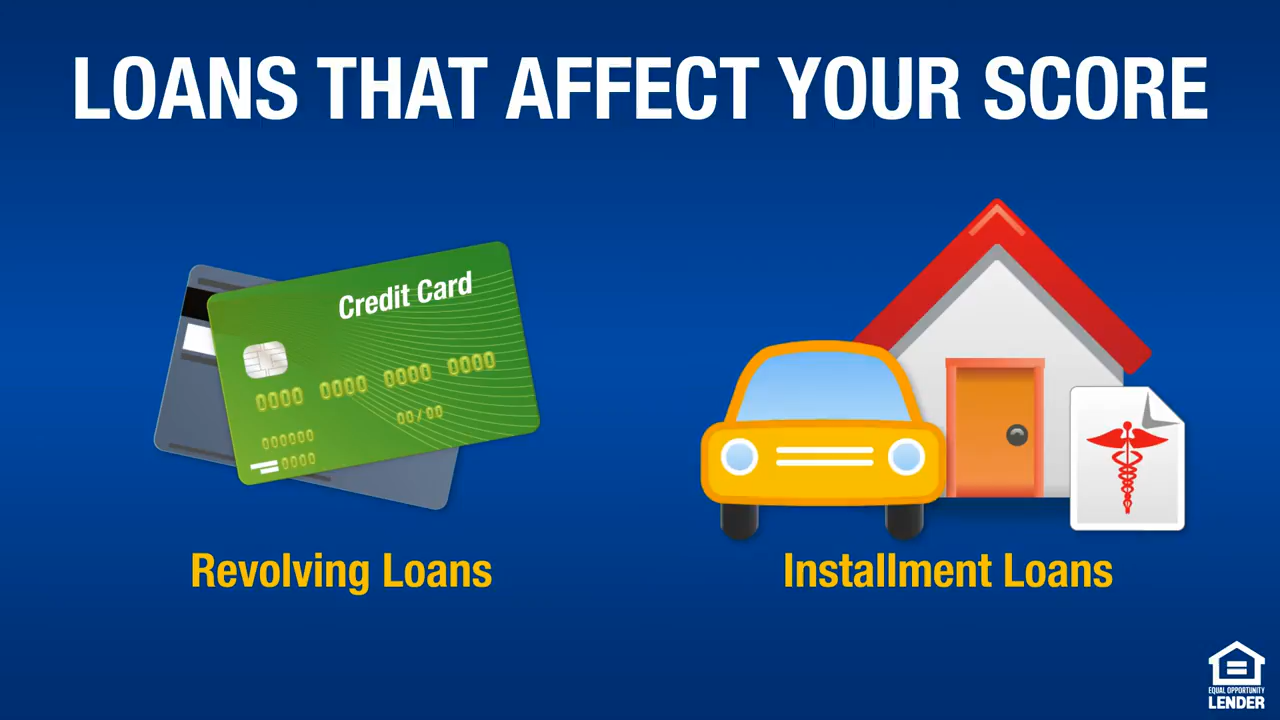 LOANS THAT AFFECT YOUR SCORE
Credit Card
0000 0000 0000 0000
00/00
000000
0000
Revolving Loans
Installment Loans
EQUAL OPPORTUNITY
LENDER